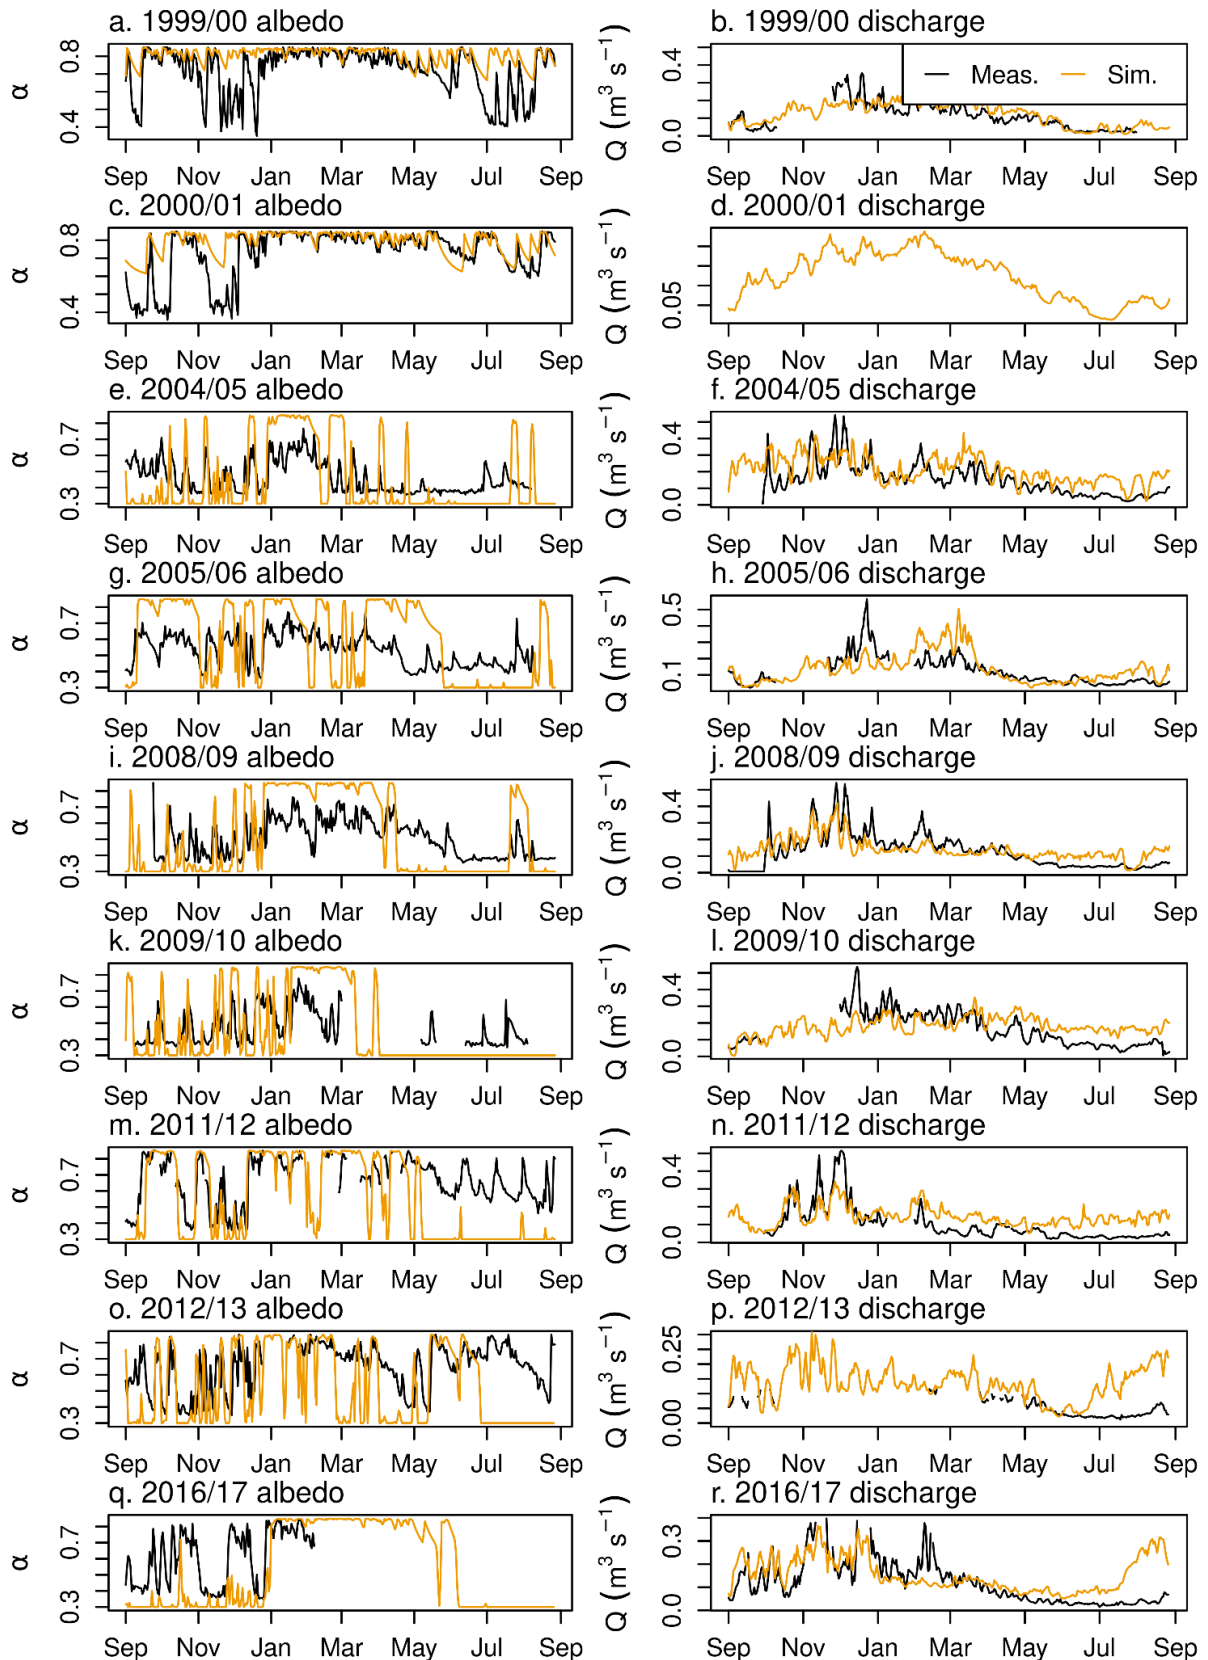 a. 1999/00 albedo
α
0.4 0.8
Sep Nov Jan Mar May Jul Sep
b. 1999/00 discharge
Q (m³ s⁻¹)
0.0 0.4
Meas. Sim.
Sep Nov Jan Mar May Jul Sep
c. 2000/01 albedo
α
0.4 0.8
Sep Nov Jan Mar May Jul Sep
d. 2000/01 discharge
Q (m³ s⁻¹)
0.05
Sep Nov Jan Mar May Jul Sep
e. 2004/05 albedo
α
0.3 0.7
Sep Nov Jan Mar May Jul Sep
f. 2004/05 discharge
Q (m³ s⁻¹)
0.0 0.4
Sep Nov Jan Mar May Jul Sep
g. 2005/06 albedo
α
0.3 0.7
Sep Nov Jan Mar May Jul Sep
h. 2005/06 discharge
Q (m³ s⁻¹)
0.1 0.5
Sep Nov Jan Mar May Jul Sep
i. 2008/09 albedo
α
0.3 0.7
Sep Nov Jan Mar May Jul Sep
j. 2008/09 discharge
Q (m³ s⁻¹)
0.0 0.4
Sep Nov Jan Mar May Jul Sep
k. 2009/10 albedo
α
0.3 0.7
Sep Nov Jan Mar May Jul Sep
l. 2009/10 discharge
Q (m³ s⁻¹)
0.0 0.4
Sep Nov Jan Mar May Jul Sep
m. 2011/12 albedo
α
0.3 0.7
Sep Nov Jan Mar May Jul Sep
n. 2011/12 discharge
Q (m³ s⁻¹)
0.0 0.4
Sep Nov Jan Mar May Jul Sep
o. 2012/13 albedo
α
0.3 0.7
Sep Nov Jan Mar May Jul Sep
p. 2012/13 discharge
Q (m³ s⁻¹)
0.00 0.25
Sep Nov Jan Mar May Jul Sep
q. 2016/17 albedo
α
0.3 0.7
Sep Nov Jan Mar May Jul Sep
r. 2016/17 discharge
Q (m³ s⁻¹)
0.0 0.3
Sep Nov Jan Mar May Jul Sep